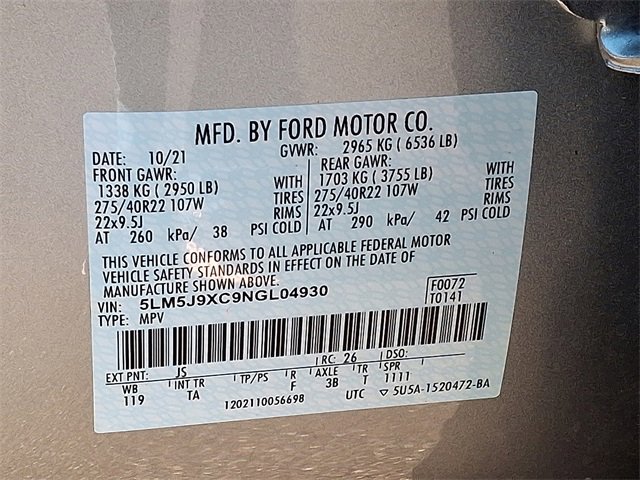 MFD. BY FORD MOTOR CO.
DATE: 10/21 GVWR: 2965 KG ( 6536 LB)
FRONT GAWR: REAR GAWR:
1338 KG ( 2950 LB) WITH 1703 KG ( 3755 LB) WITH
275/40R22 107W TIRES 275/40R22 107W TIRES
22x9.5J RIMS 22x9.5J RIMS
AT 260 kPa/ 38 PSI COLD AT 290 kPa/ 42 PSI COLD
THIS VEHICLE CONFORMS TO ALL APPLICABLE FEDERAL MOTOR
VEHICLE SAFETY STANDARDS IN EFFECT ON THE DATE OF
MANUFACTURE SHOWN ABOVE.
VIN: 5LM5J9XC9NGL04930 F0072
TYPE: MPV T0141
EXT PNT: JS RC: 26 DSO:
WB INT TR TP/PS R AXLE TR SPR
119 TA F 3B T 1111
1202110056698 UTC ▽ 5U5A-1520472-BA